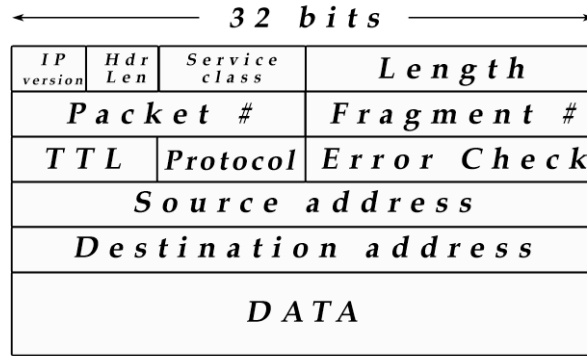 32 bits
IP version Hdr Len Service class Length
Packet # Fragment #
TTL Protocol Error Check
Source address
Destination address
DATA